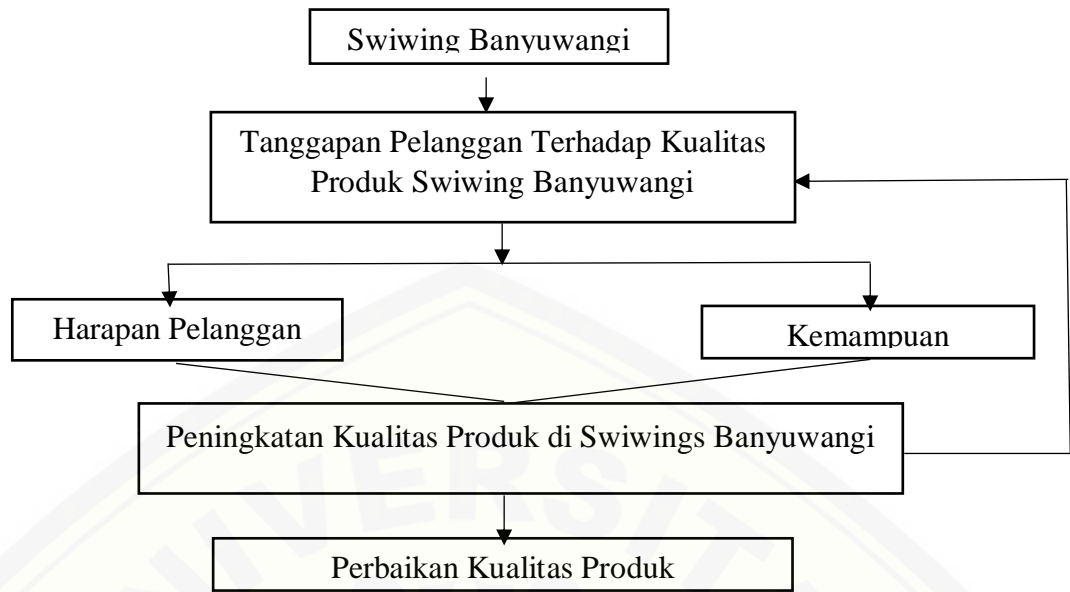 Swiwing Banyuwangi
Tanggapan Pelanggan Terhadap Kualitas
Produk Swiwing Banyuwangi
Harapan Pelanggan
Kemampuan
Peningkatan Kualitas Produk di Swiwings Banyuwangi
Perbaikan Kualitas Produk